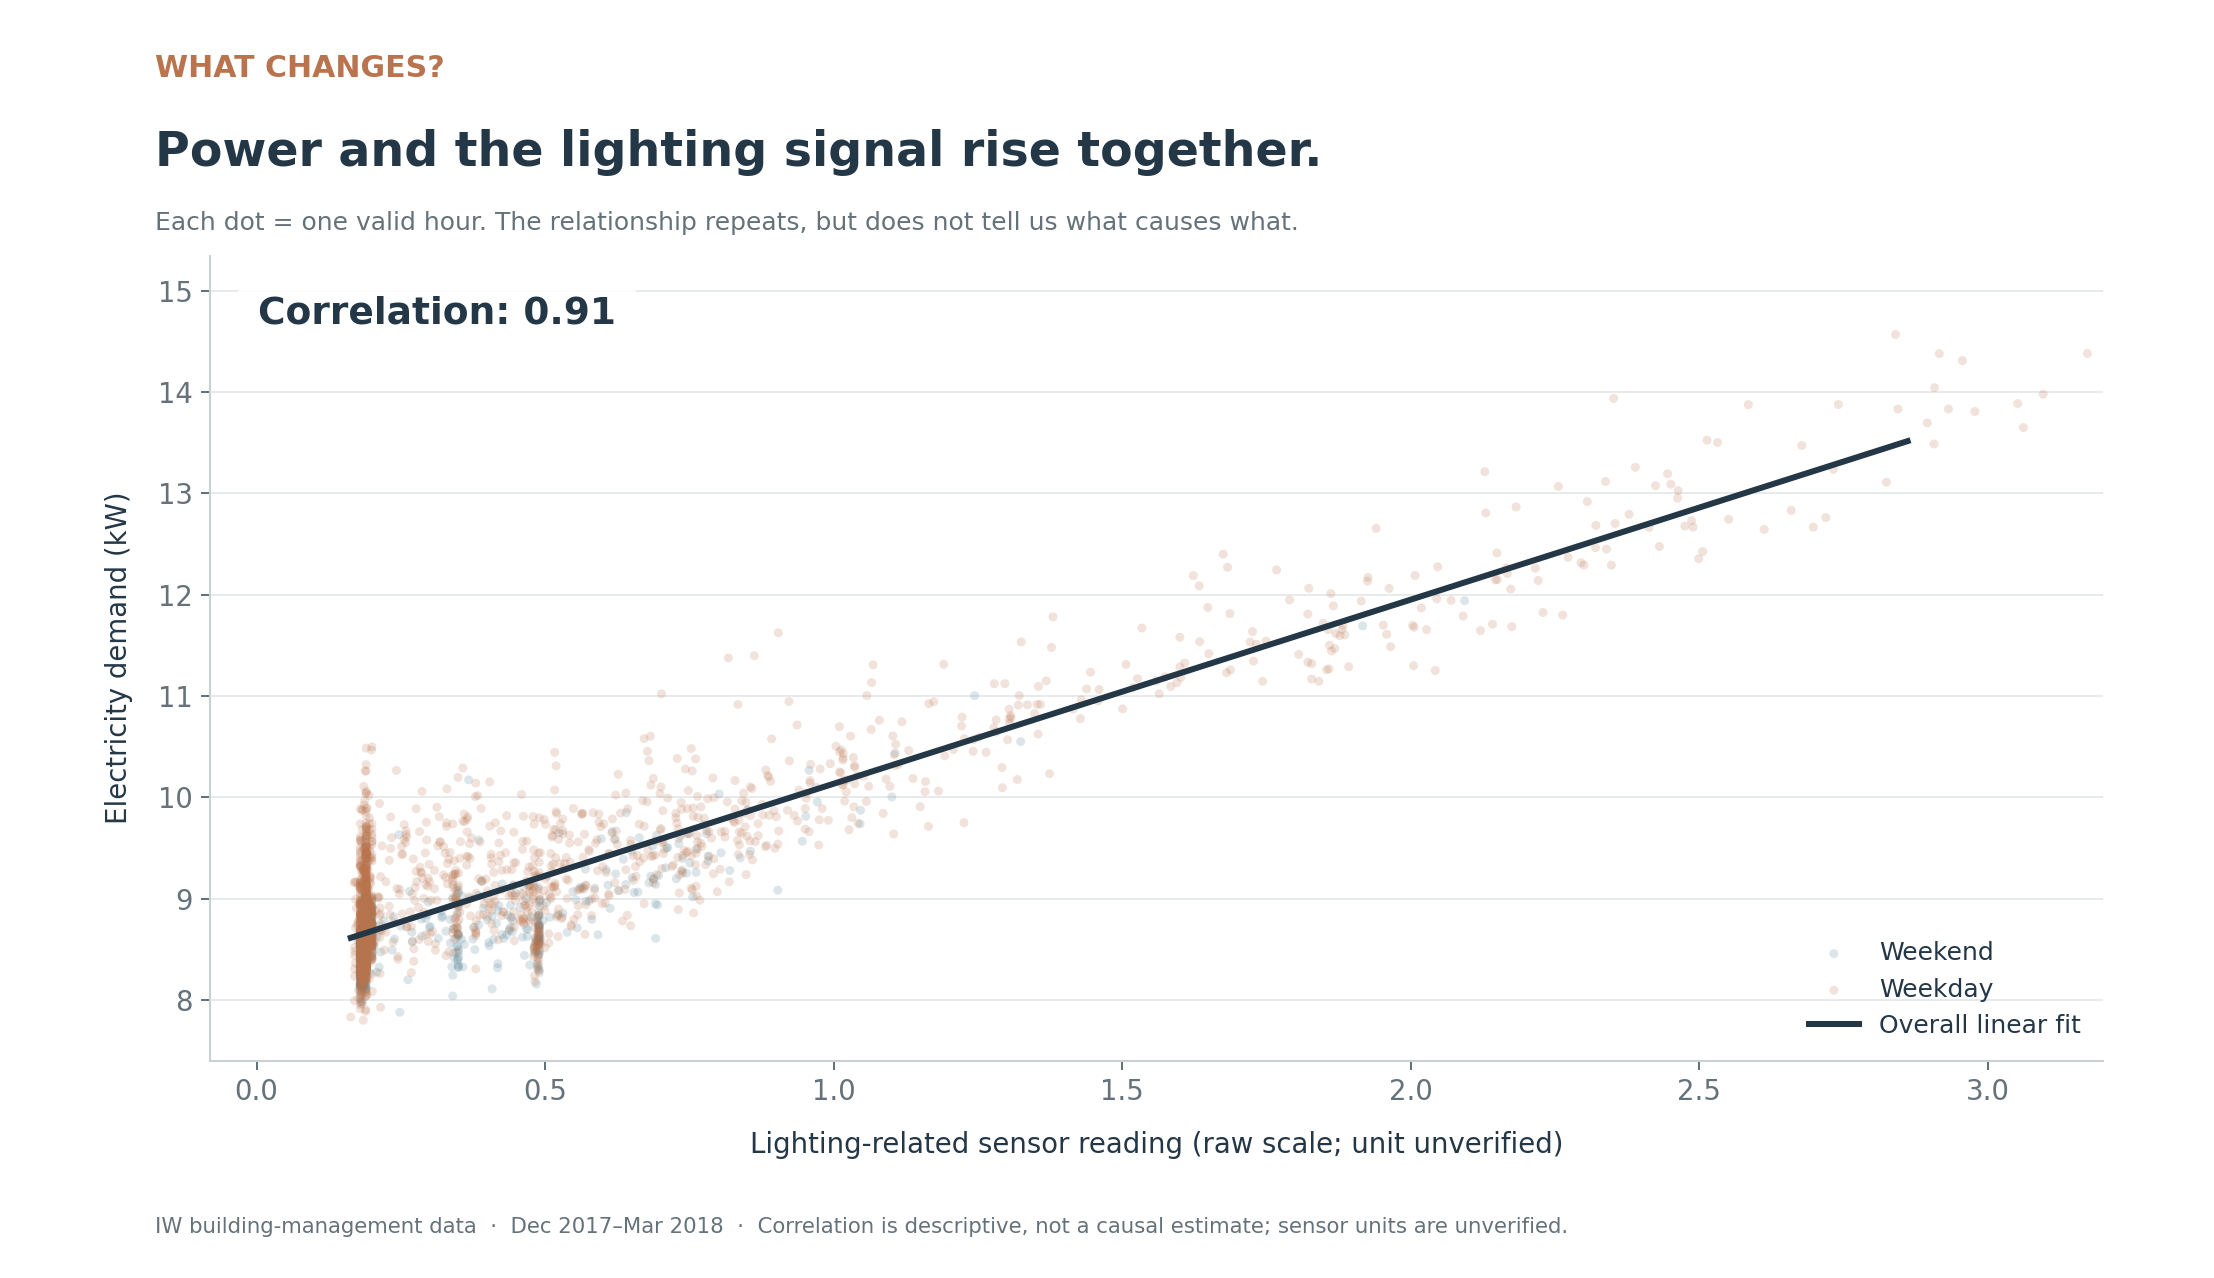 WHAT CHANGES?
Power and the lighting signal rise together.
Each dot = one valid hour. The relationship repeats, but does not tell us what causes what.
Correlation: 0.91
15
14
13
12
11
10
9
8
Electricity demand (kW)
Weekend
Weekday
Overall linear fit
0.0 0.5 1.0 1.5 2.0 2.5 3.0
Lighting-related sensor reading (raw scale; unit unverified)
IW building-management data · Dec 2017–Mar 2018 · Correlation is descriptive, not a causal estimate; sensor units are unverified.